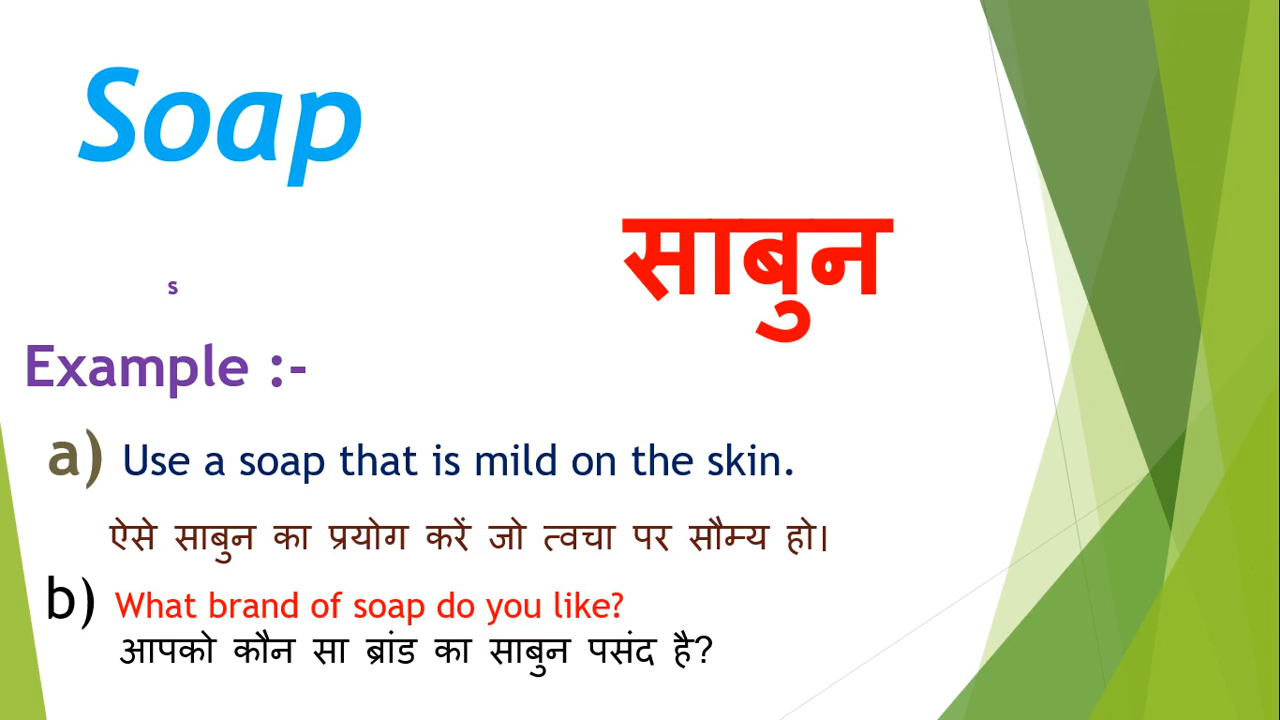 Soap
साबुन
s
Example :-
a) Use a soap that is mild on the skin.
ऐसे साबुन का प्रयोग करें जो त्वचा पर सौम्य हो।
b) What brand of soap do you like?
आपको कौन सा ब्रांड का साबुन पसंद है?